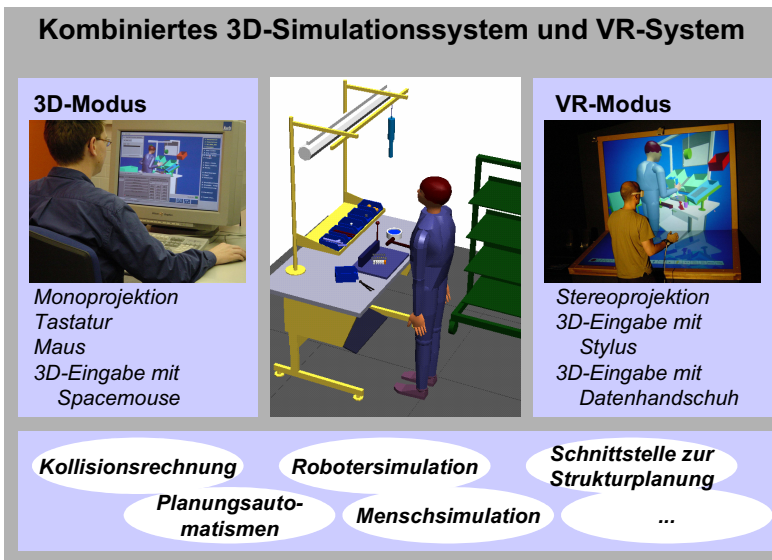 Kombiniertes 3D-Simulationssystem und VR-System
3D-Modus
Monoprojektion
Tastatur
Maus
3D-Eingabe mit
Spacemouse
VR-Modus
Stereoprojektion
3D-Eingabe mit
Stylus
3D-Eingabe mit
Datenhandschuh
Kollisionsrechnung
Robotersimulation
Schnittstelle zur
Strukturplanung
Planungsauto-
matismen
Menschsimulation
...